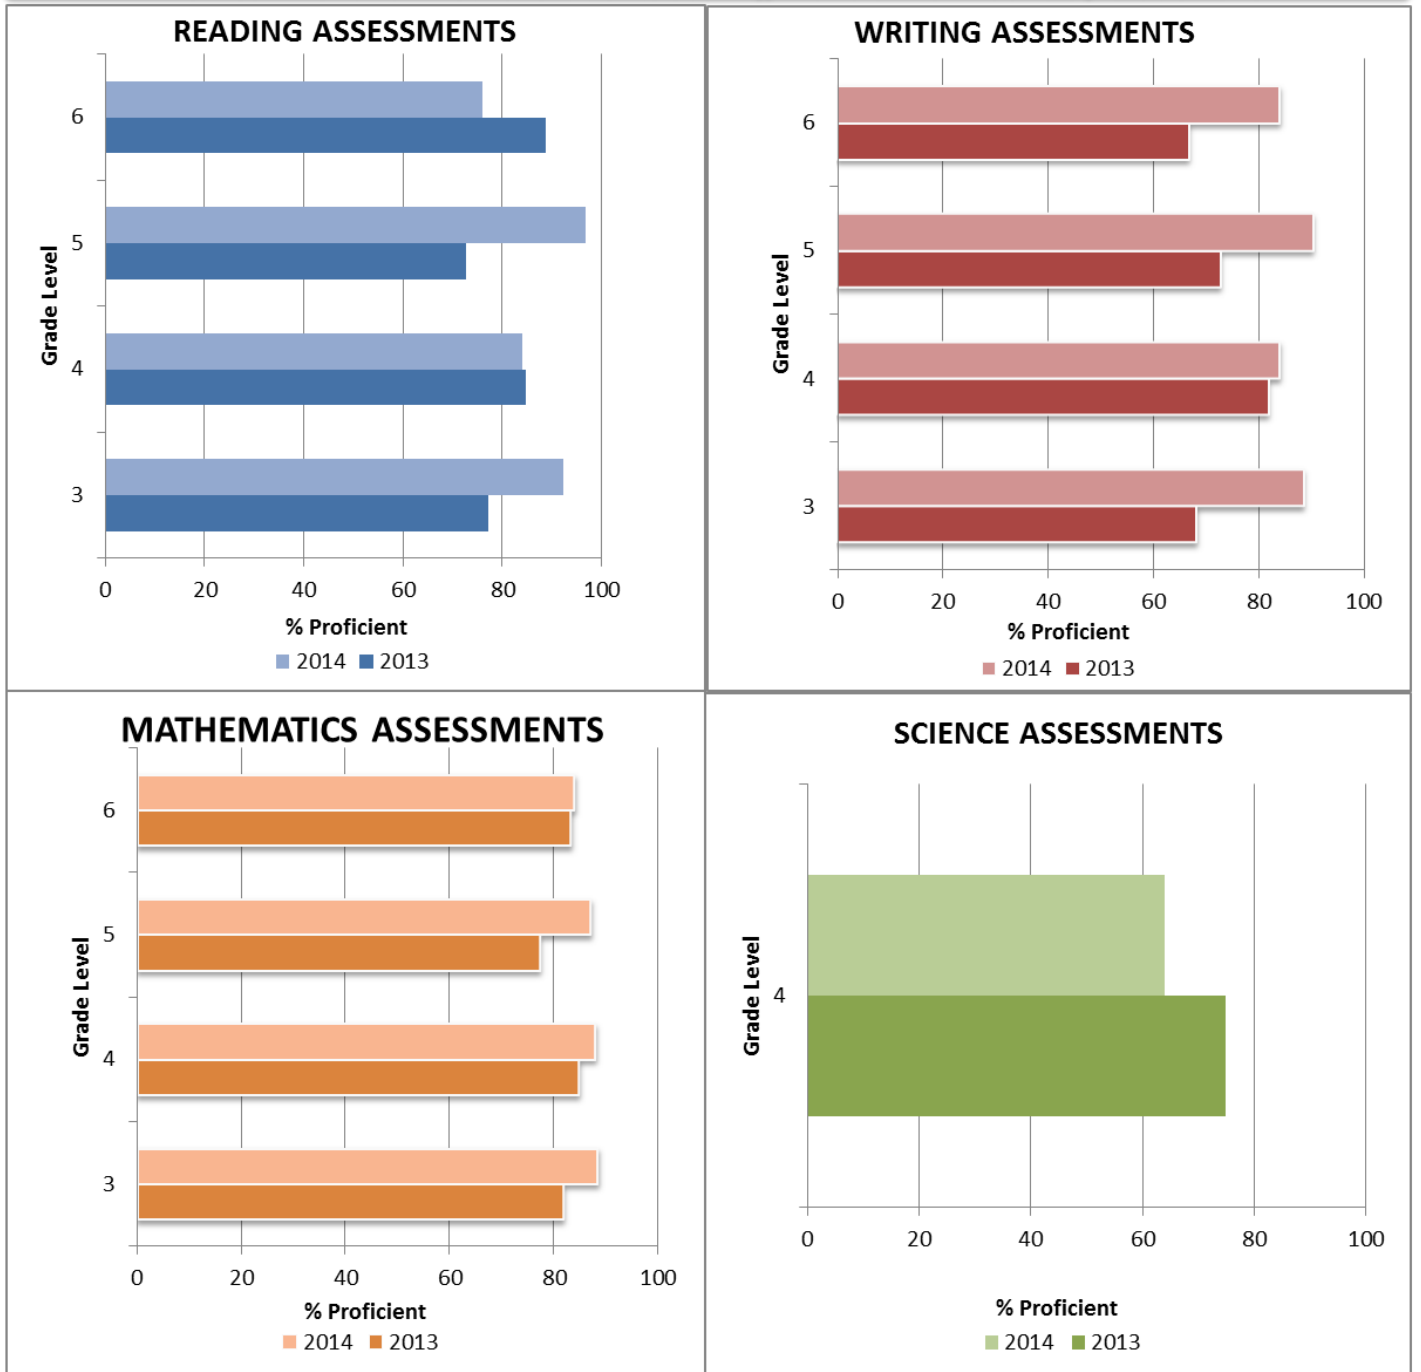 READING ASSESSMENTS
6
5
4
3
Grade Level
0 20 40 60 80 100
% Proficient
2014 2013
WRITING ASSESSMENTS
6
5
4
3
Grade Level
0 20 40 60 80 100
% Proficient
2014 2013
MATHEMATICS ASSESSMENTS
6
5
4
3
Grade Level
0 20 40 60 80 100
% Proficient
2014 2013
SCIENCE ASSESSMENTS
4
Grade Level
0 20 40 60 80 100
% Proficient
2014 2013